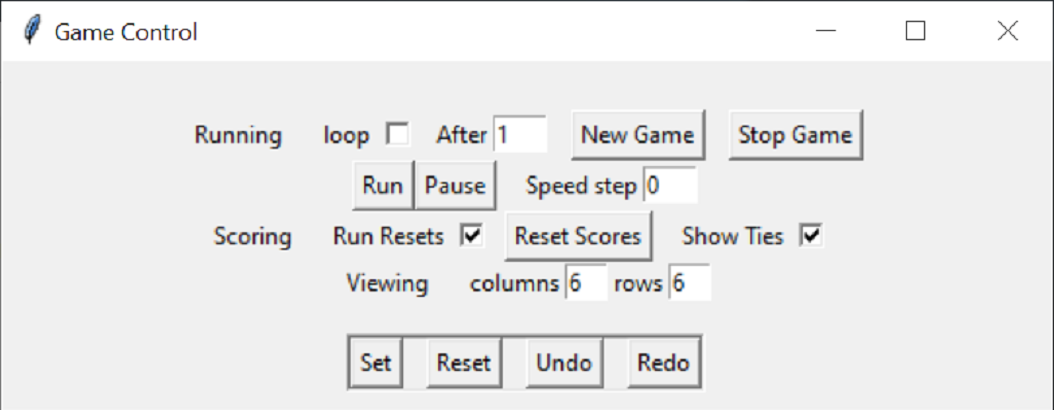 Game Control
Running loop After 1 New Game Stop Game
Run Pause Speed step 0
Scoring Run Resets Reset Scores Show Ties
Viewing columns 6 rows 6
Set Reset Undo Redo